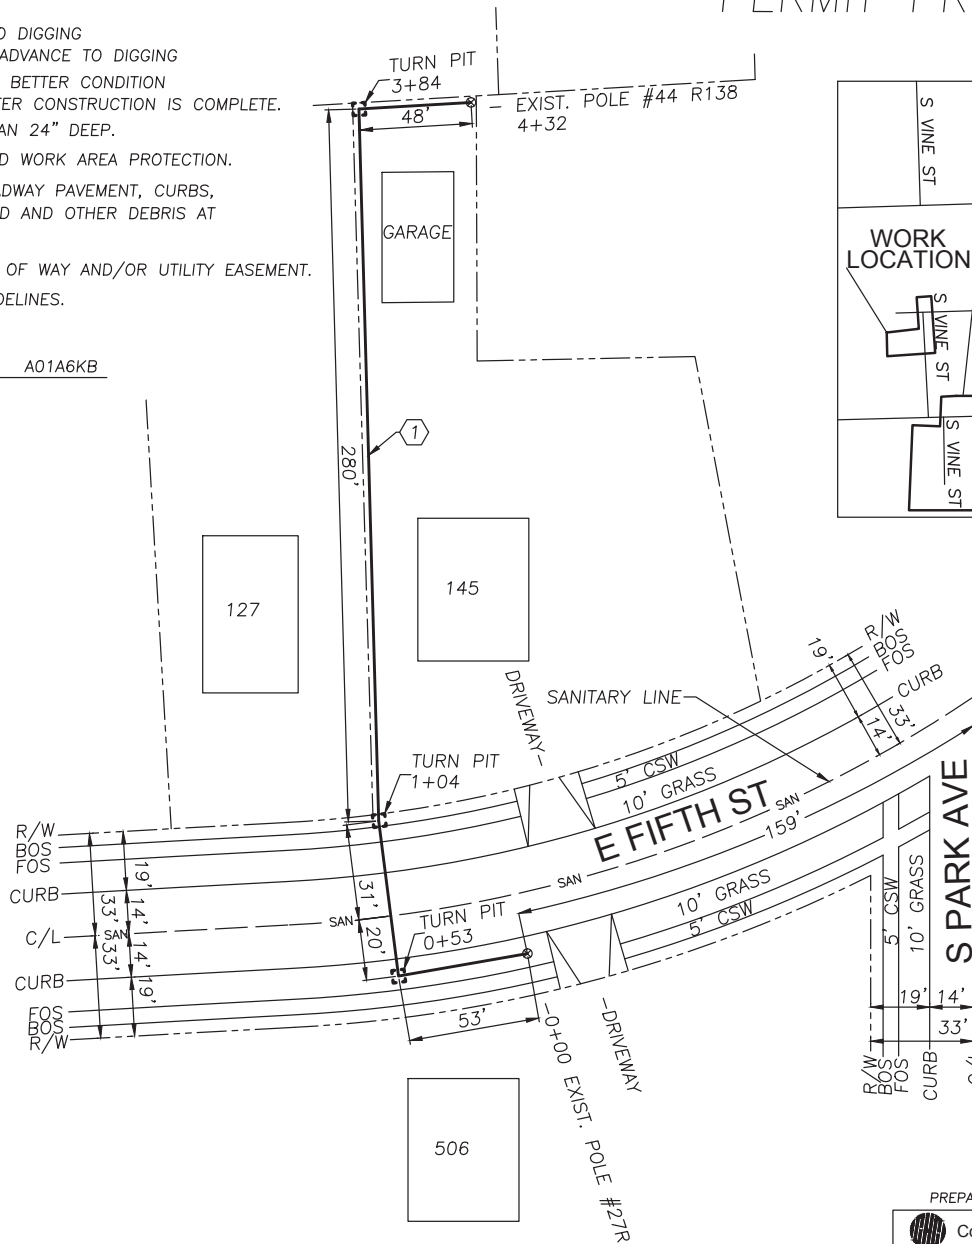 PERMIT PR
O DIGGING
ADVANCE TO DIGGING
BETTER CONDITION
TER CONSTRUCTION IS COMPLETE.
AN 24" DEEP.
D WORK AREA PROTECTION.
ADWAY PAVEMENT, CURBS,
D AND OTHER DEBRIS AT
OF WAY AND/OR UTILITY EASEMENT.
DELINES.
A01A6KB
TURN PIT
3+84
48'
EXIST. POLE #44 R138
4+32
GARAGE
S VINE ST
WORK
LOCATION
S VINE ST
S VINE ST
1
280'
127
145
DRIVEWAY
SANITARY LINE
19'
R/W
BOS
FOS
CURB
33'
14'
TURN PIT
1+04
5' CSW
10' GRASS
E FIFTH ST
SAN
159'
SAN
R/W
BOS
FOS
CURB
C/L
CURB
FOS
BOS
R/W
19'
33'
14'
SAN
33'
14'
19'
SAN
31'
20'
TURN PIT
0+53
10' GRASS
5' CSW
53'
0+00 EXIST. POLE #27R
DRIVEWAY
506
5' CSW
10' GRASS
S PARK AVE
19'
14'
33'
R/W
BOS
FOS
CURB
C/L
PREPA
Co